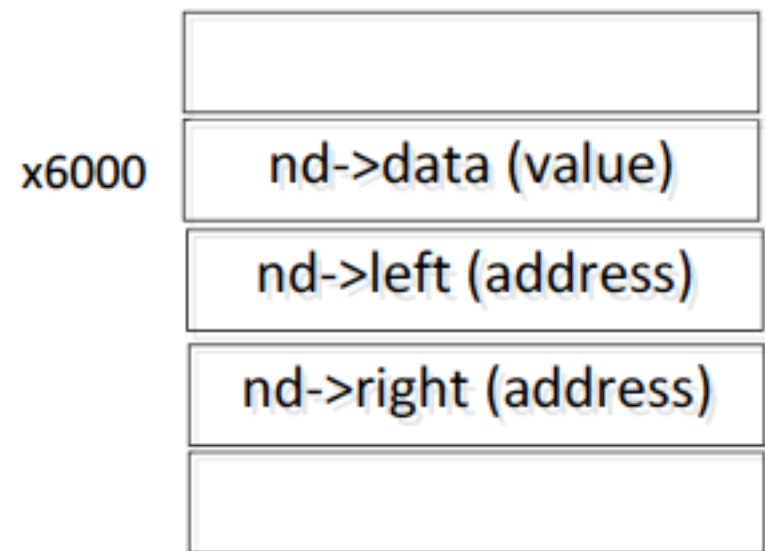 x6000 nd->data (value)
nd->left (address)
nd->right (address)